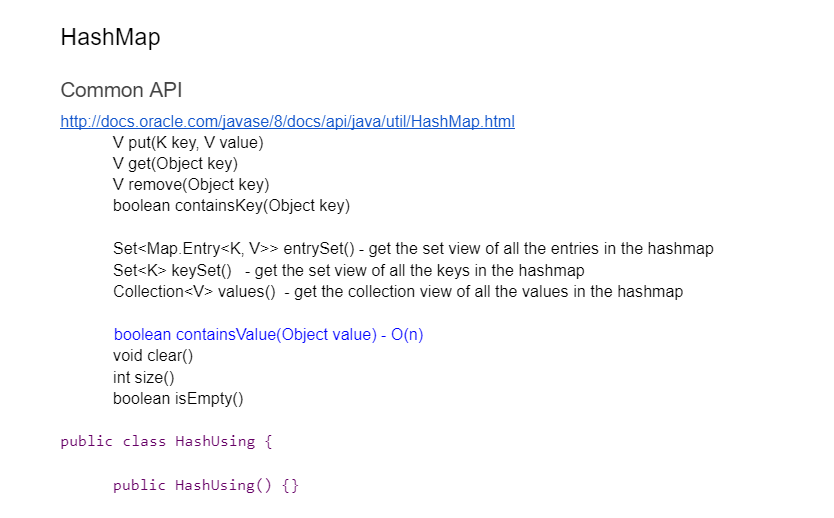 HashMap
Common API
http://docs.oracle.com/javase/8/docs/api/java/util/HashMap.html
V put(K key, V value)
V get(Object key)
V remove(Object key)
boolean containsKey(Object key)
Set<Map.Entry<K, V>> entrySet() - get the set view of all the entries in the hashmap
Set<K> keySet()   - get the set view of all the keys in the hashmap
Collection<V> values()  - get the collection view of all the values in the hashmap
boolean containsValue(Object value) - O(n)
void clear()
int size()
boolean isEmpty()
public class HashUsing {
public HashUsing() {}